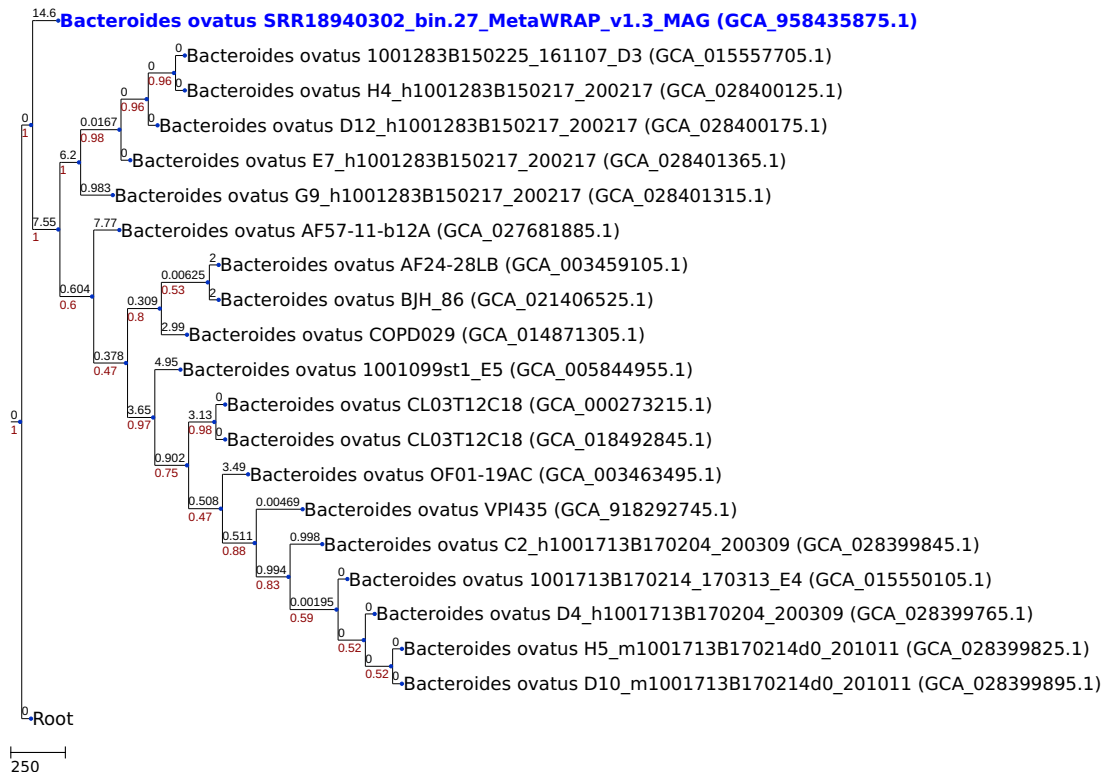 14.6 Bacteroides ovatus SRR18940302_bin.27_MetaWRAP_v1.3_MAG (GCA_958435875.1)
0 Bacteroides ovatus 1001283B150225_161107_D3 (GCA_015557705.1)
0
0.96
0 Bacteroides ovatus H4_h1001283B150217_200217 (GCA_028400125.1)
0
0.96
0 Bacteroides ovatus D12_h1001283B150217_200217 (GCA_028400175.1)
0
1
0.0167
0.98
0 Bacteroides ovatus E7_h1001283B150217_200217 (GCA_028401365.1)
6.2
1
0.983 Bacteroides ovatus G9_h1001283B150217_200217 (GCA_028401315.1)
7.55
1
7.77 Bacteroides ovatus AF57-11-b12A (GCA_027681885.1)
2 Bacteroides ovatus AF24-28LB (GCA_003459105.1)
0.00625
0.53
0.604
0.6
2 Bacteroides ovatus BJH_86 (GCA_021406525.1)
0.309
0.8
2.99 Bacteroides ovatus COPD029 (GCA_014871305.1)
0.378
0.47
4.95 Bacteroides ovatus 1001099st1_E5 (GCA_005844955.1)
0 Bacteroides ovatus CL03T12C18 (GCA_000273215.1)
0
1
3.65
0.97
3.13
0.98
0 Bacteroides ovatus CL03T12C18 (GCA_018492845.1)
0.902
0.75
3.49 Bacteroides ovatus OF01-19AC (GCA_003463495.1)
0.508
0.47
0.00469 Bacteroides ovatus VPI435 (GCA_918292745.1)
0.511
0.88
0.998 Bacteroides ovatus C2_h1001713B170204_200309 (GCA_028399845.1)
0.994
0.83
0 Bacteroides ovatus 1001713B170214_170313_E4 (GCA_015550105.1)
0.00195
0.59
0 Bacteroides ovatus D4_h1001713B170204_200309 (GCA_028399765.1)
0
0.52
0 Bacteroides ovatus H5_m1001713B170214d0_201011 (GCA_028399825.1)
0
0.52
0 Bacteroides ovatus D10_m1001713B170214d0_201011 (GCA_028399895.1)
0 Root
250